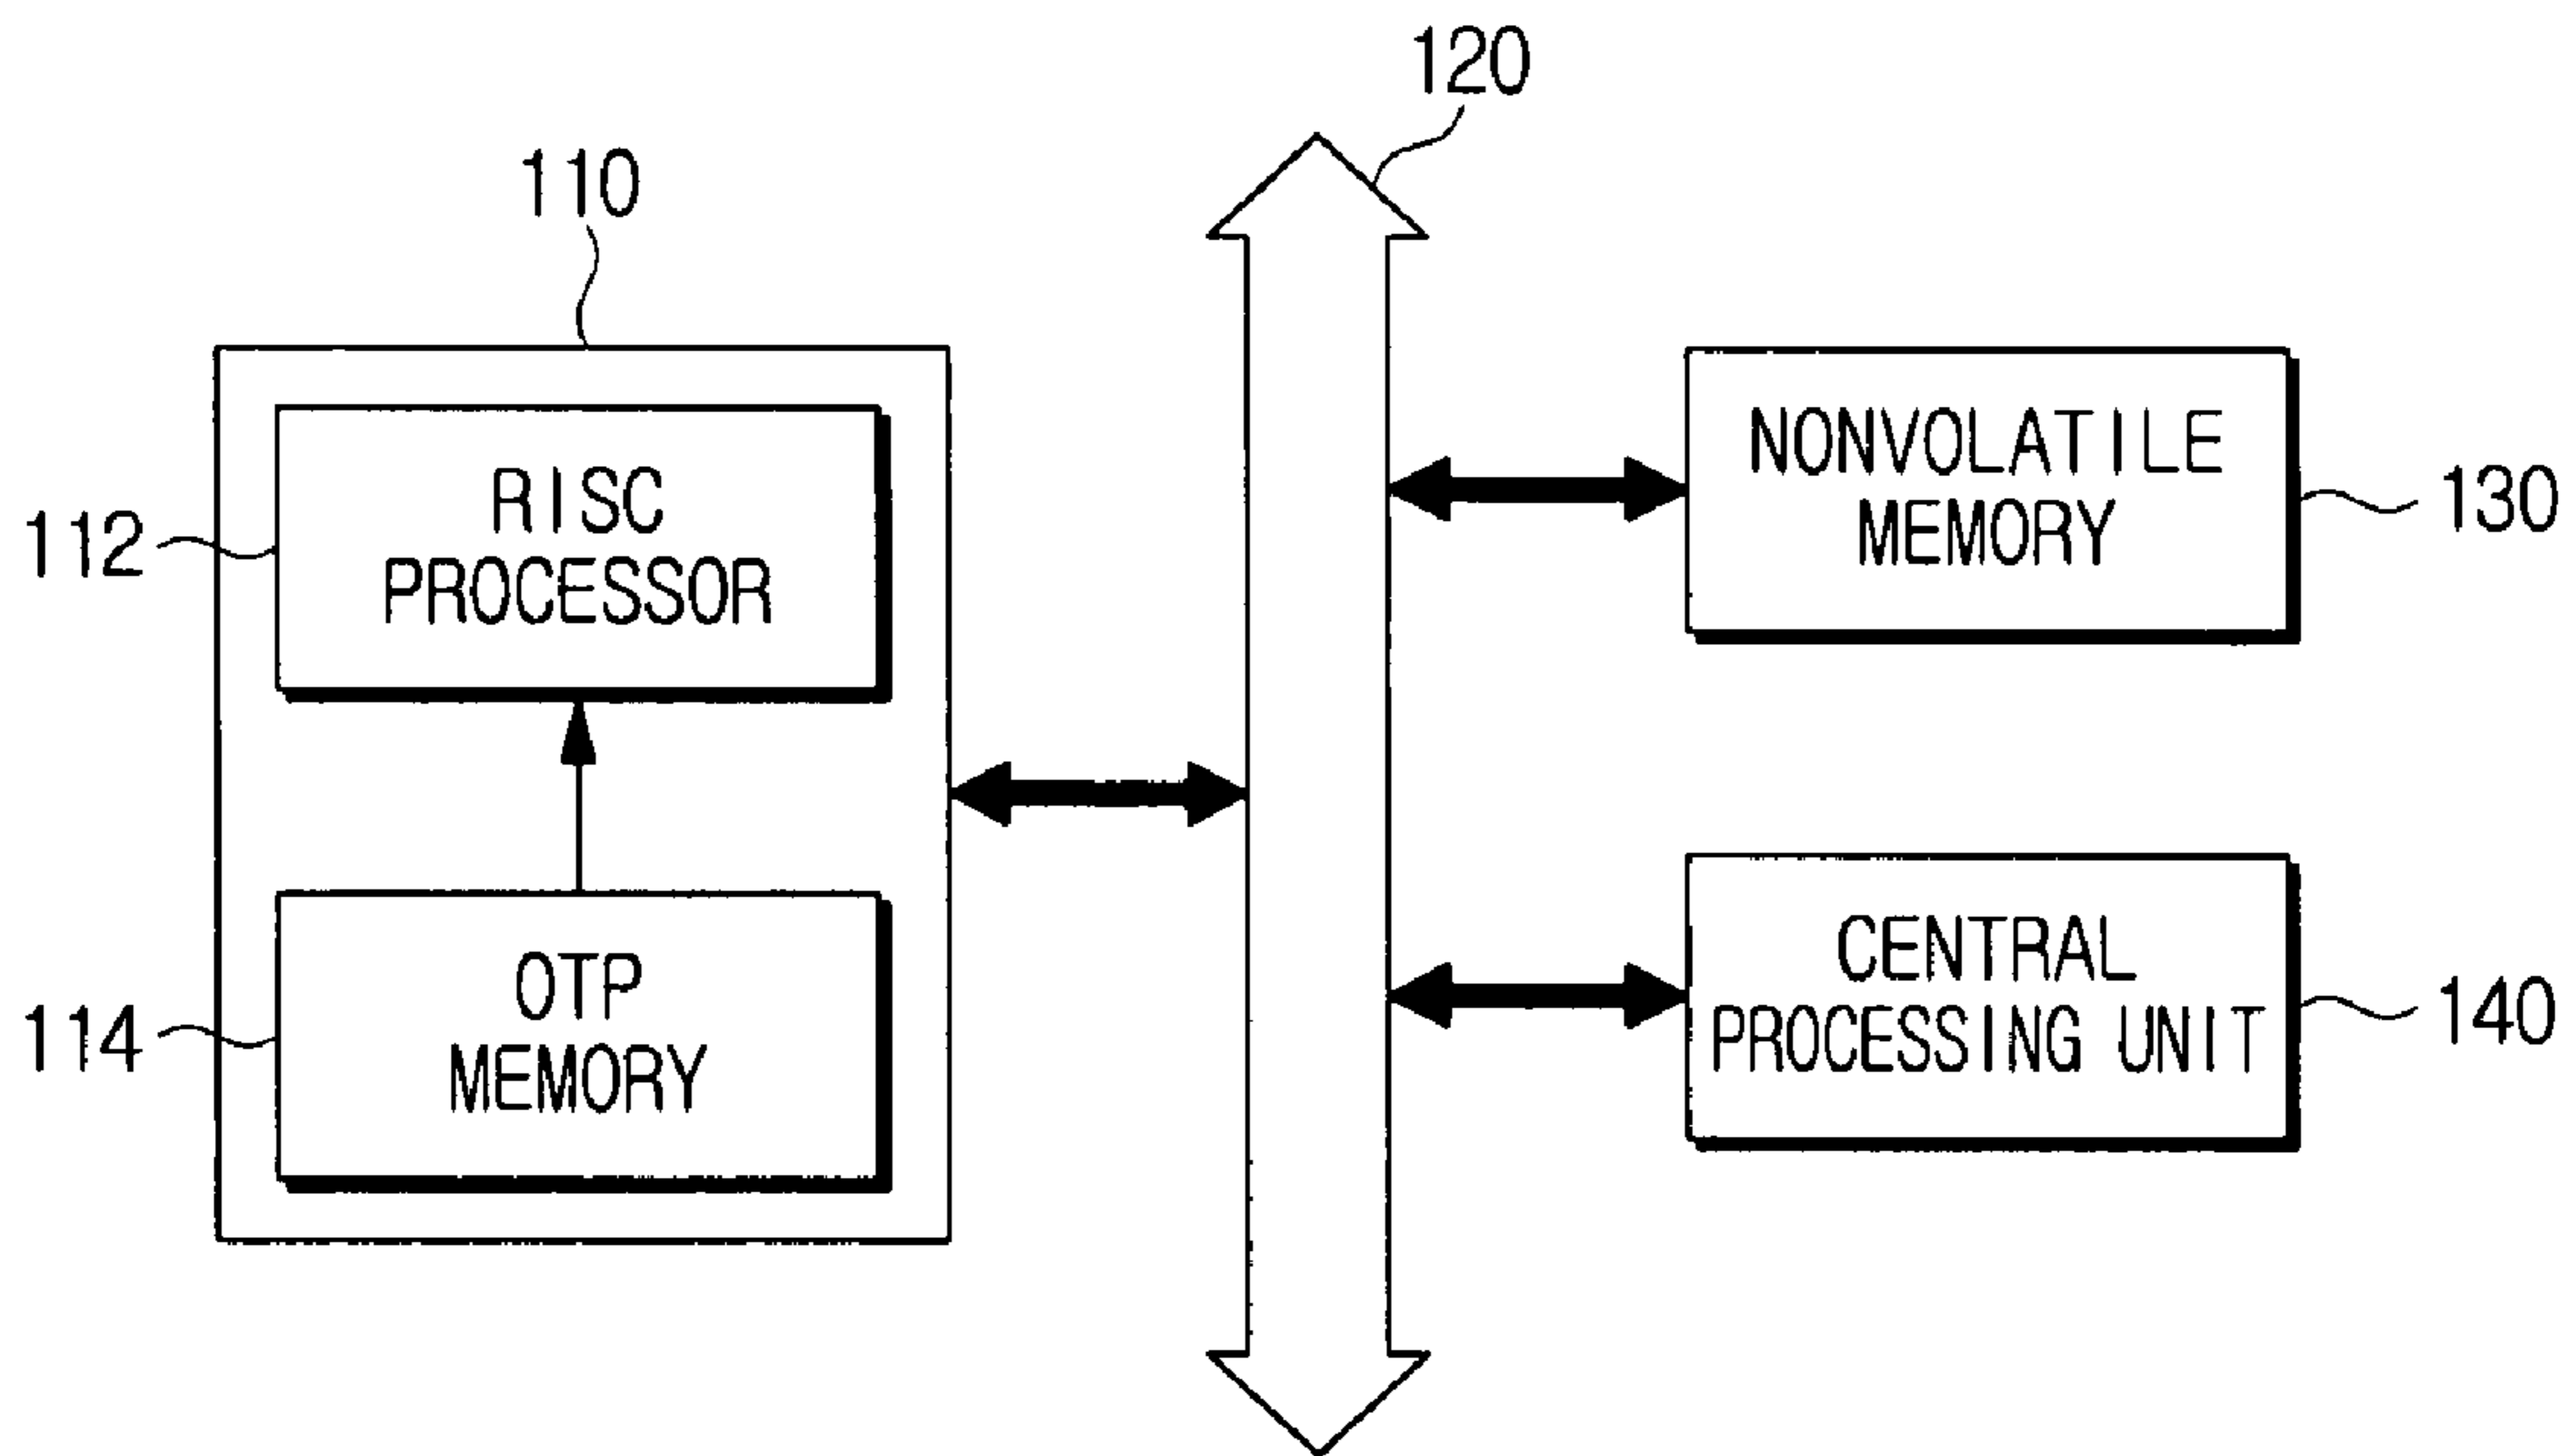 120
110
RISC
PROCESSOR
112
OTP
MEMORY
114
NONVOLATILE
MEMORY
130
CENTRAL
PROCESSING UNIT
140